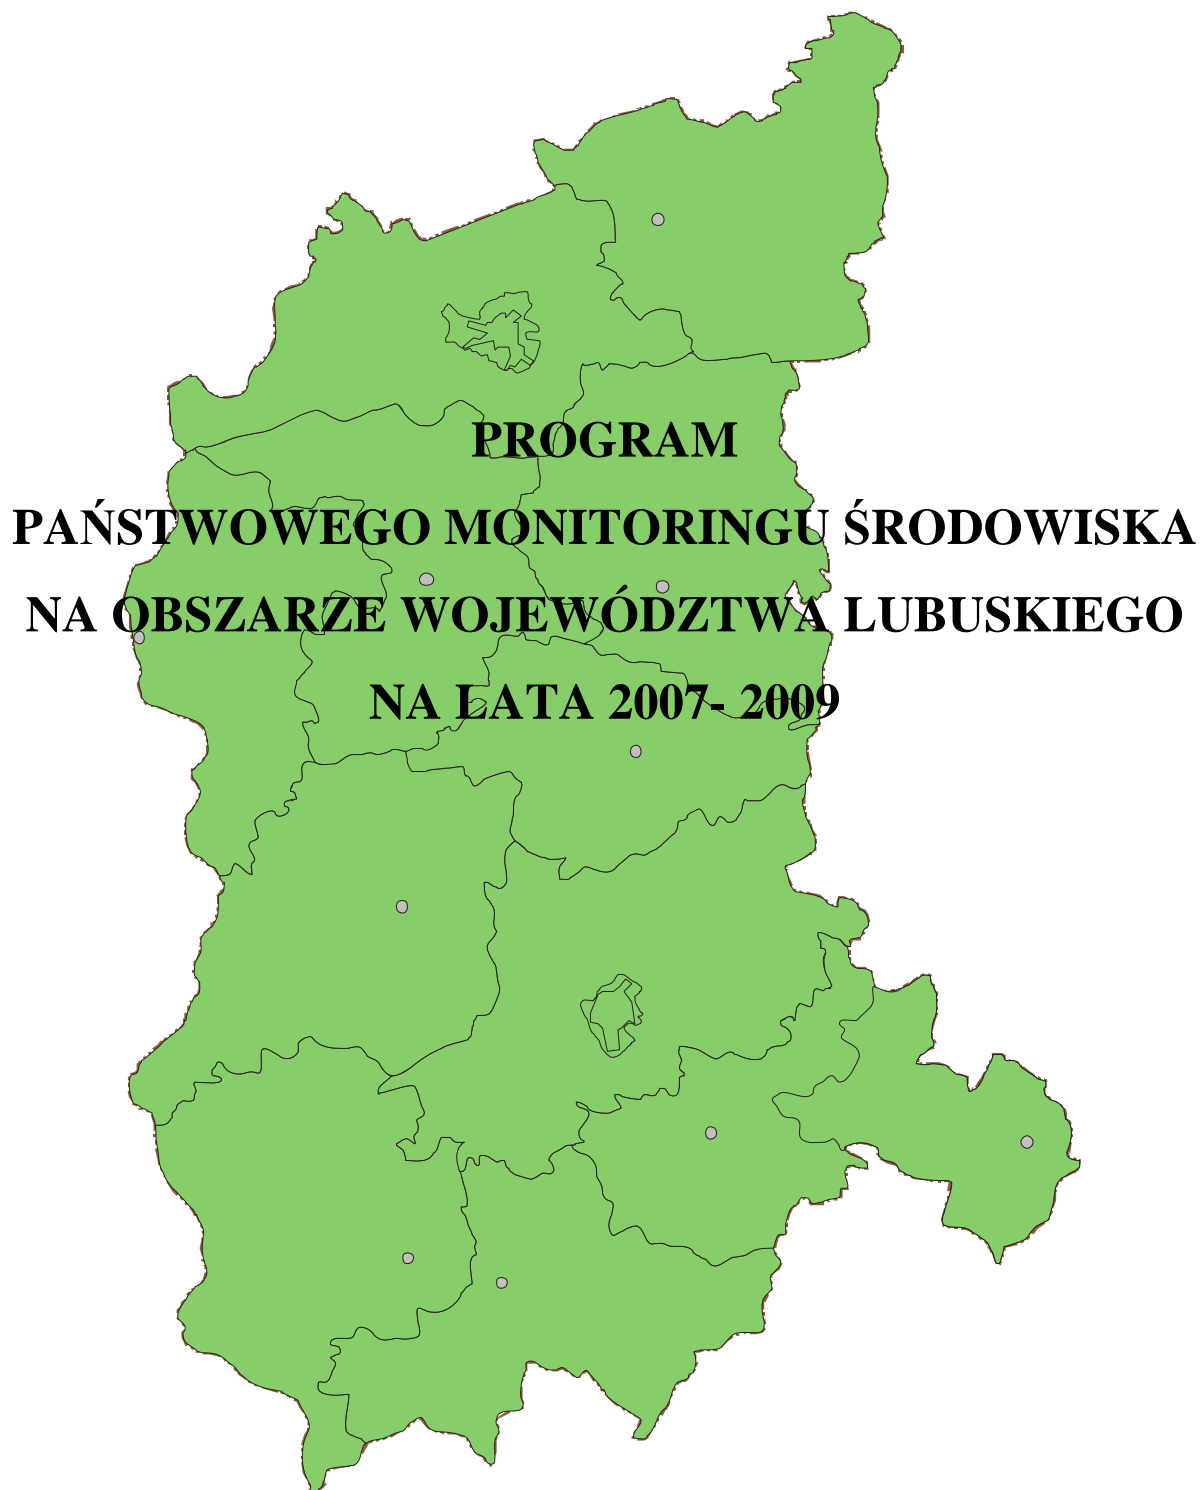 PROGRAM
PAŃSTWOWEGO MONITORINGU ŚRODOWISKA
NA OBSZARZE WOJEWÓDZTWA LUBUSKIEGO
NA LATA 2007- 2009